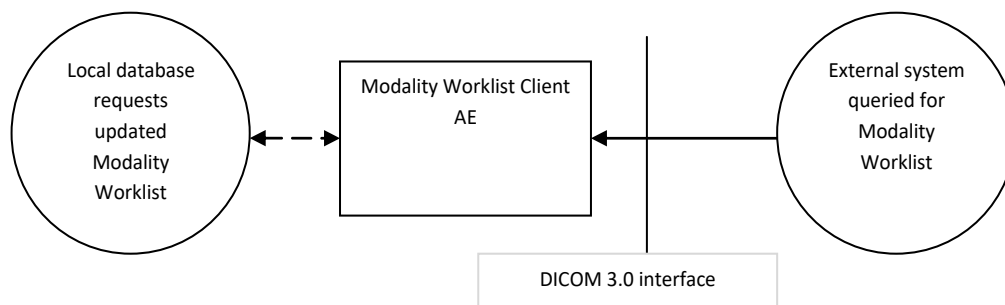 Local database
requests
updated
Modality
Worklist
Modality Worklist Client
AE
External system
queried for
Modality
Worklist
DICOM 3.0 interface